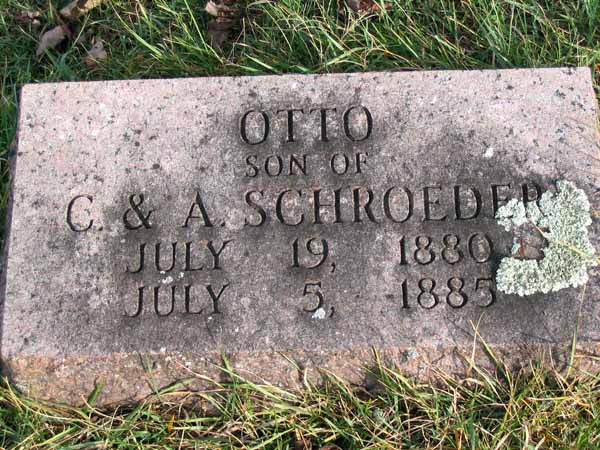 OTTO
SON OF
C. & A. SCHROEDER
JULY 19, 1880
JULY 5, 1885